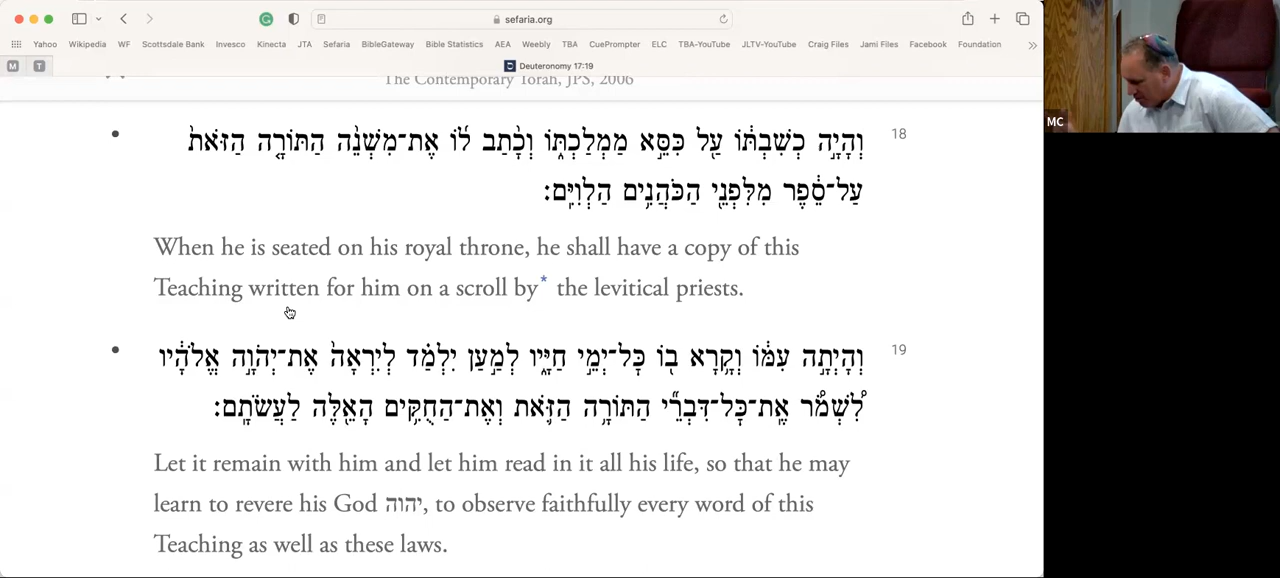 sefaria.org
Yahoo Wikipedia WF Scottsdale Bank Invesco Kinecta JTA Sefaria BibleGateway Bible Statistics AEA Weebly TBA CuePrompter ELC TBA-YouTube JLTV-YouTube Craig Files Jami Files Facebook Foundation
M T Deuteronomy 17:19
The Contemporary Torah, JPS, 2006
MC
18
וְהָיָ֣ה כְשִׁבְתּ֔וֹ עַ֖ל כִּסֵּ֣א מַמְלַכְתּ֑וֹ וְכָ֨תַב ל֜וֹ אֶת־מִשְׁנֵ֨ה הַתּוֹרָ֤ה הַזֹּאת֙
עַל־סֵ֔פֶר מִלִּפְנֵ֥י הַכֹּהֲנִ֖ים הַלְוִיִּֽם׃
When he is seated on his royal throne, he shall have a copy of this
Teaching written for him on a scroll by* the levitical priests.
19
וְהָיְתָ֣ה עִמּ֔וֹ וְקָ֥רָא ב֖וֹ כׇּל־יְמֵ֣י חַיָּ֑יו לְמַ֣עַן יִלְמַ֗ד לְיִרְאָה֙ אֶת־יְהֹוָ֣ה אֱלֹהָ֔יו
לִ֠שְׁמֹ֠ר אֶֽת־כׇּל־דִּבְרֵ֞י הַתּוֹרָ֥ה הַזֹּ֛את וְאֶת־הַחֻקִּ֥ים הָאֵ֖לֶּה לַעֲשֹׂתָֽם׃
Let it remain with him and let him read in it all his life, so that he may
learn to revere his God יהוה, to observe faithfully every word of this
Teaching as well as these laws.